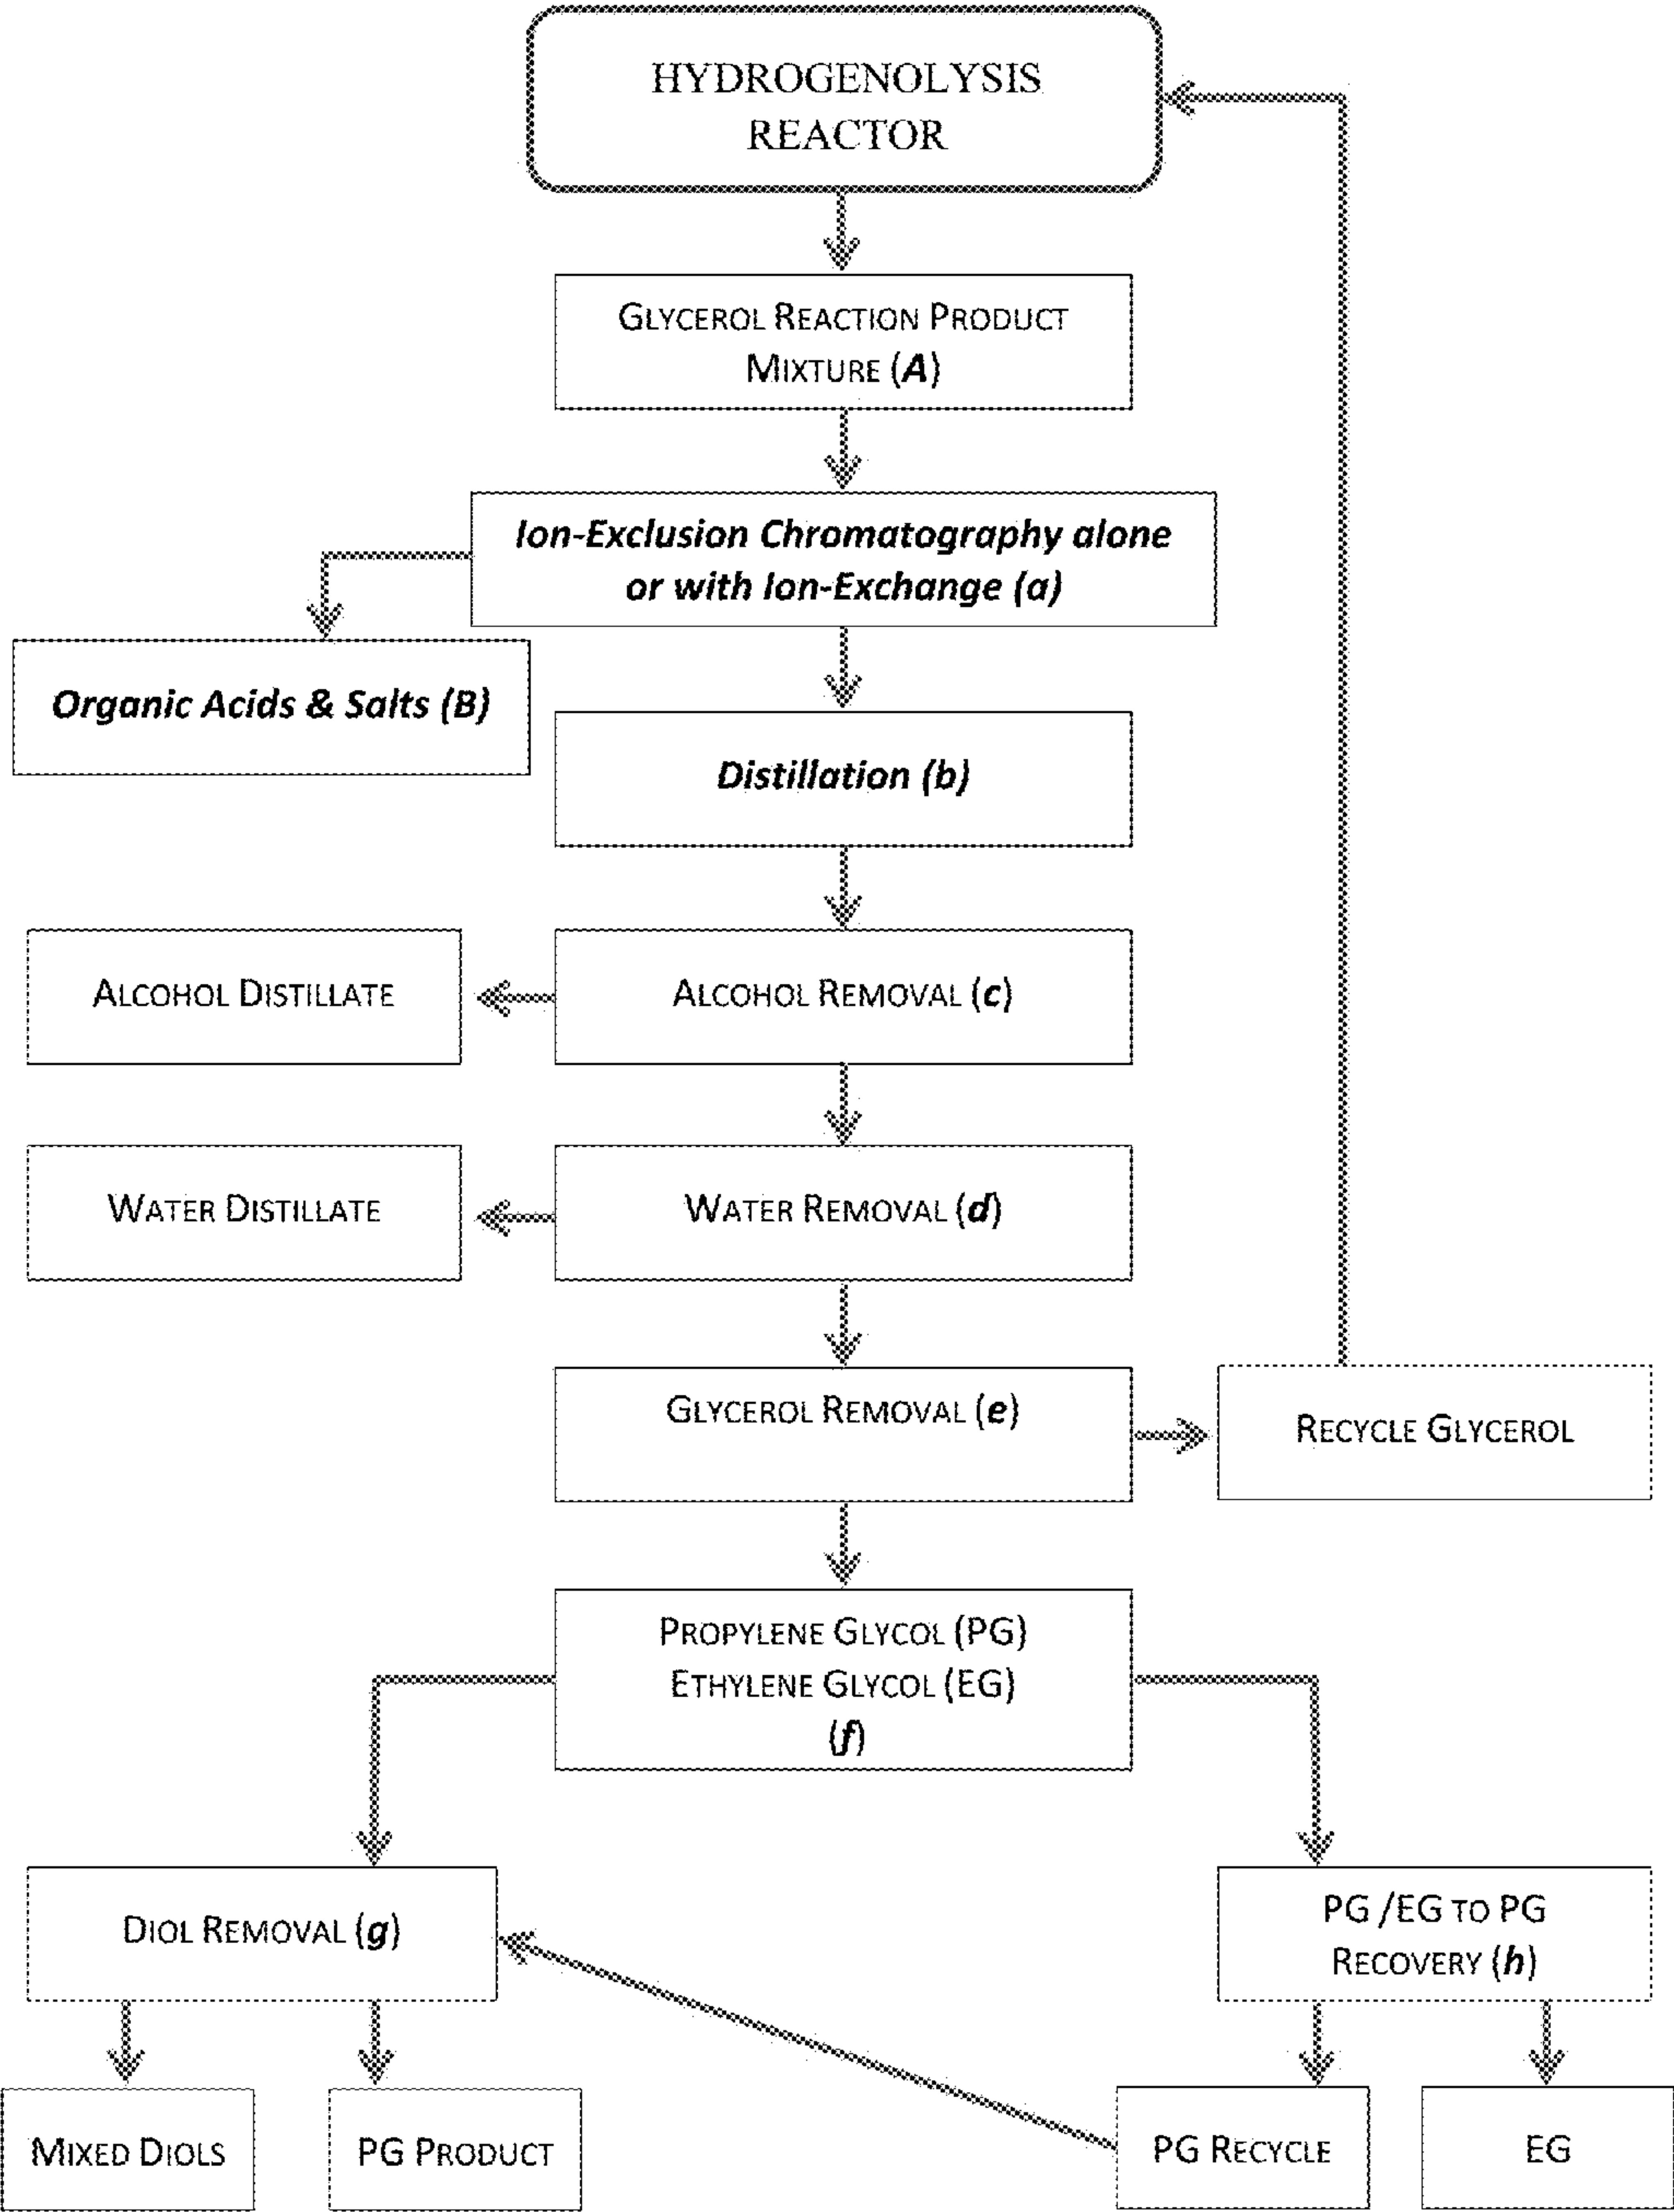 HYDROGENOLYSIS
REACTOR
GLYCEROL REACTION PRODUCT
MIXTURE (A)
Ion-Exclusion Chromatography alone
or with Ion-Exchange (a)
Organic Acids & Salts (B)
Distillation (b)
ALCOHOL DISTILLATE
ALCOHOL REMOVAL (c)
WATER DISTILLATE
WATER REMOVAL (d)
GLYCEROL REMOVAL (e)
RECYCLE GLYCEROL
PROPYLENE GLYCOL (PG)
ETHYLENE GLYCOL (EG)
(f)
DIOL REMOVAL (g)
PG /EG TO PG
RECOVERY (h)
MIXED DIOLS
PG PRODUCT
PG RECYCLE
EG